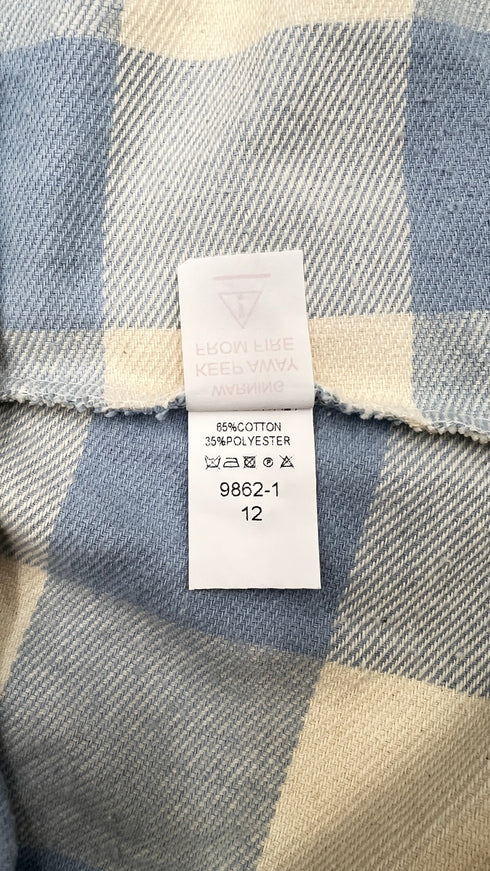 WARNING
KEEP AWAY
FROM FIRE
65%COTTON
35%POLYESTER
9862-1
12